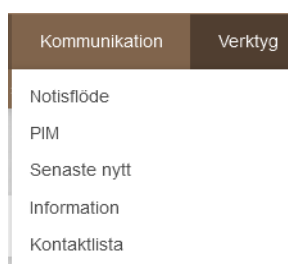 Kommunikation Verktyg
Notisflöde
PIM
Senaste nytt
Information
Kontaktlista